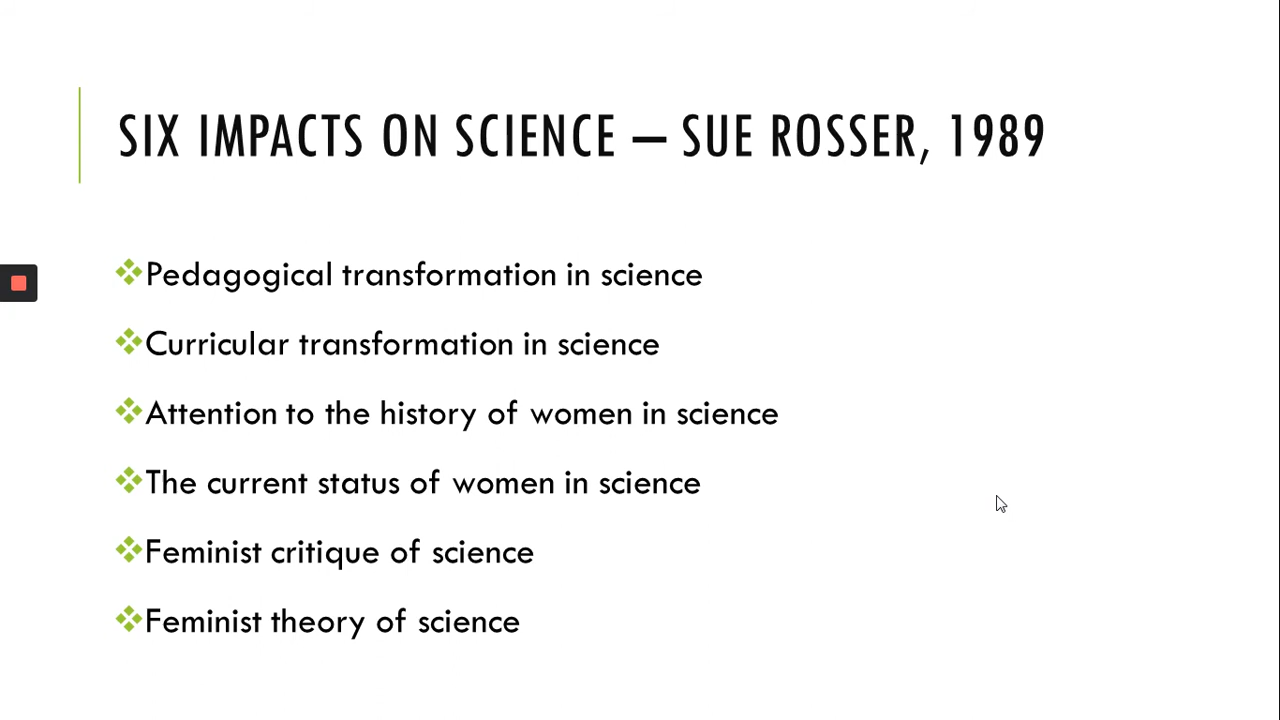 SIX IMPACTS ON SCIENCE – SUE ROSSER, 1989
Pedagogical transformation in science
Curricular transformation in science
Attention to the history of women in science
The current status of women in science
Feminist critique of science
Feminist theory of science